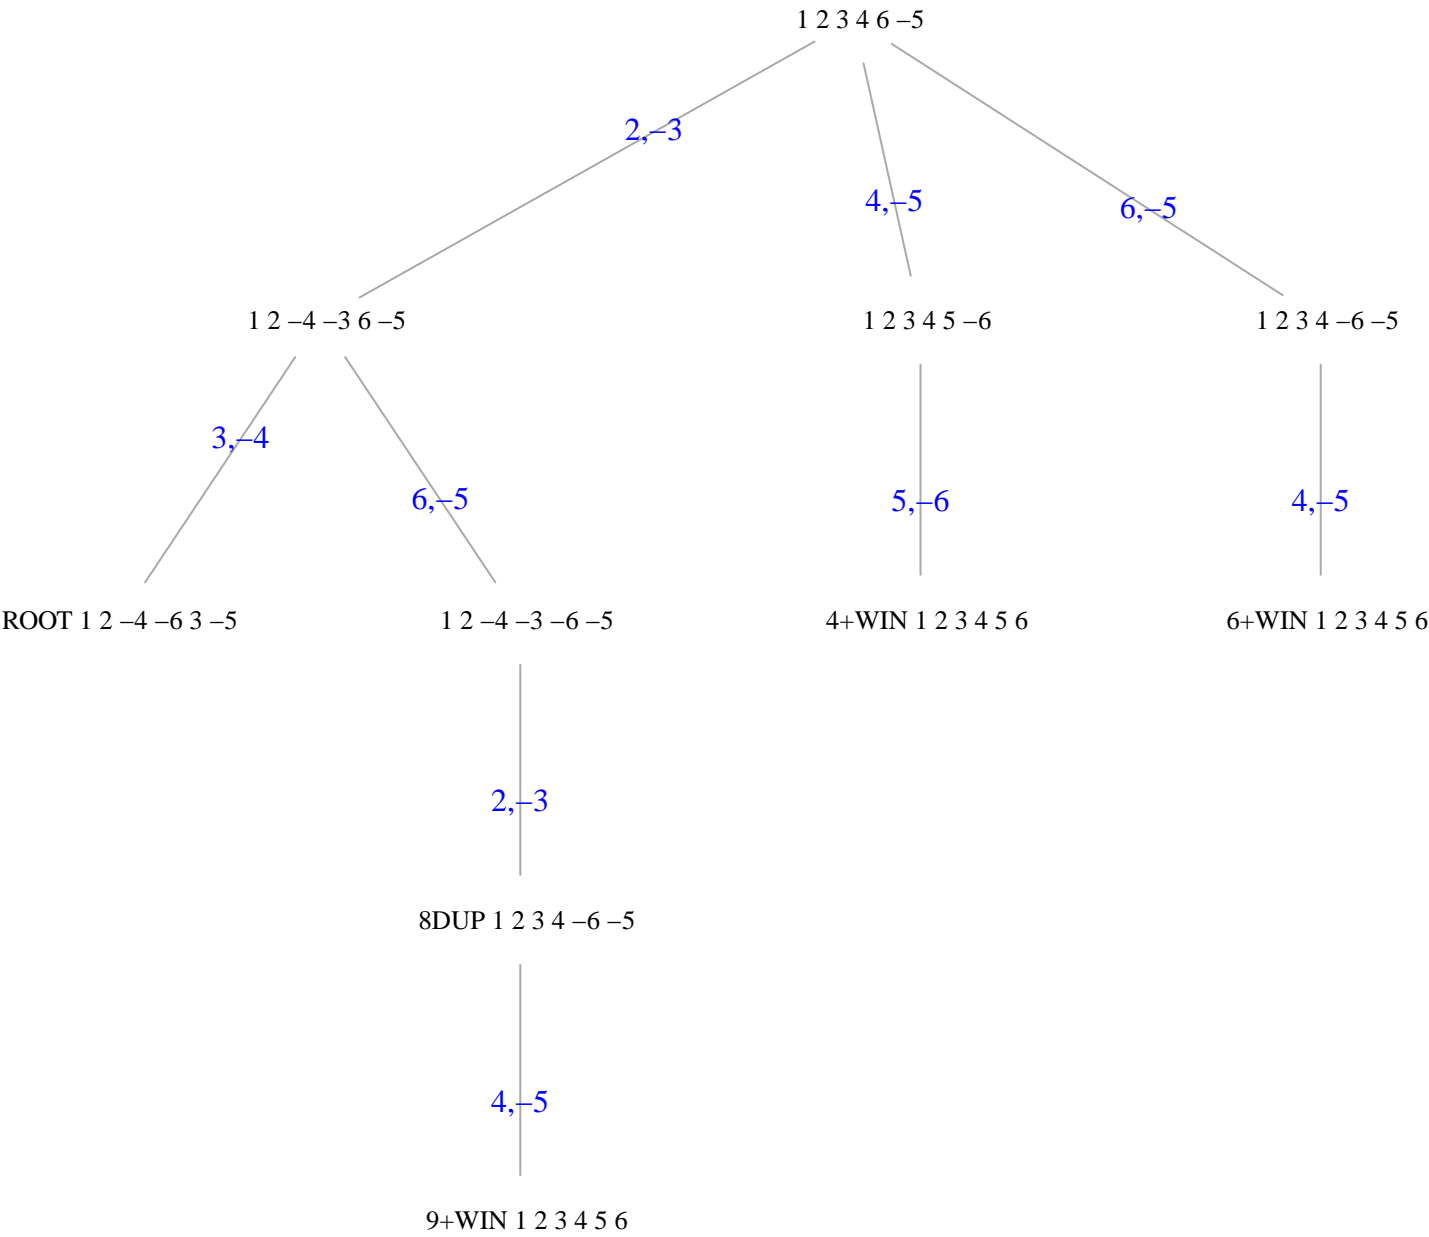 1 2 3 4 6 –5
2,–3
4,–5
6,–5
1 2 –4 –3 6 –5
1 2 3 4 5 –6
1 2 3 4 –6 –5
3,–4
6,–5
5,–6
4,–5
ROOT 1 2 –4 –6 3 –5
1 2 –4 –3 –6 –5
4+WIN 1 2 3 4 5 6
6+WIN 1 2 3 4 5 6
2,–3
8DUP 1 2 3 4 –6 –5
4,–5
9+WIN 1 2 3 4 5 6